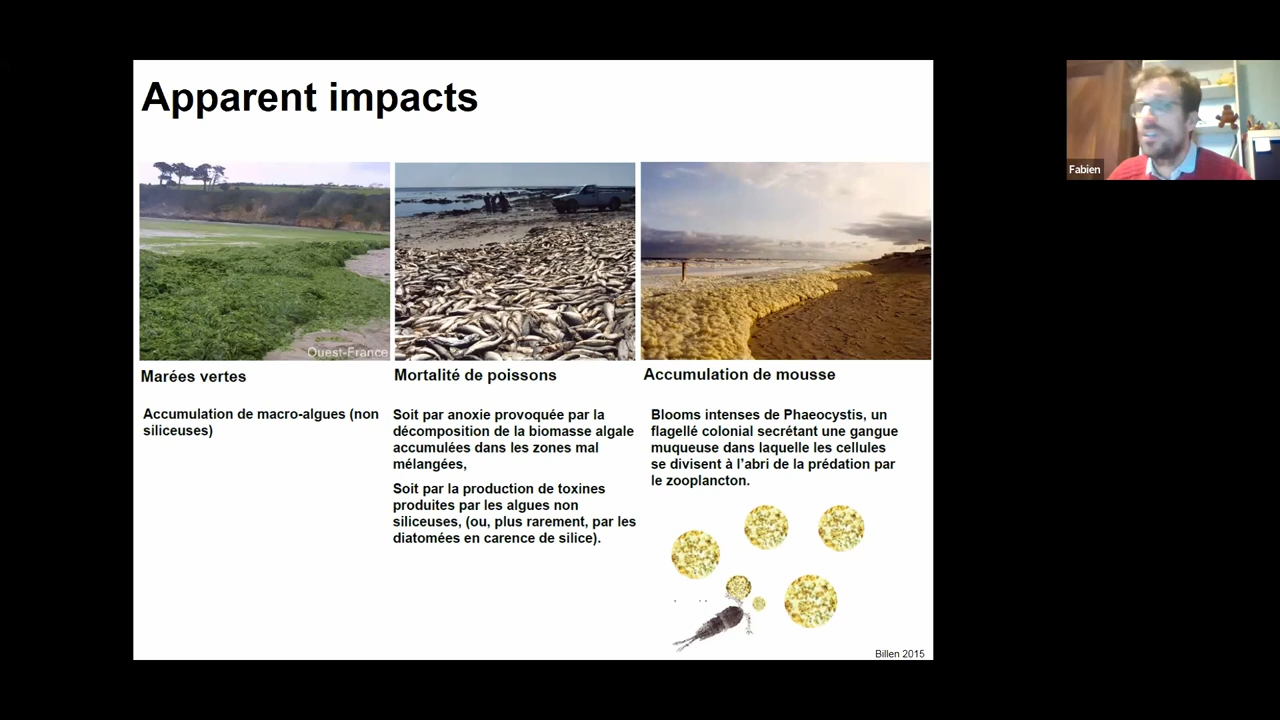 Apparent impacts
Fabien
Ouest-France
Marées vertes
Mortalité de poissons
Accumulation de mousse
Accumulation de macro-algues (non
siliceuses)
Soit par anoxie provoquée par la
décomposition de la biomasse algale
accumulées dans les zones mal
mélangées,
Soit par la production de toxines
produites par les algues non
siliceuses, (ou, plus rarement, par les
diatomées en carence de silice).
Blooms intenses de Phaeocystis, un
flagellé colonial secrétant une gangue
muqueuse dans laquelle les cellules
se divisent à l'abri de la prédation par
le zooplancton.
Billen 2015